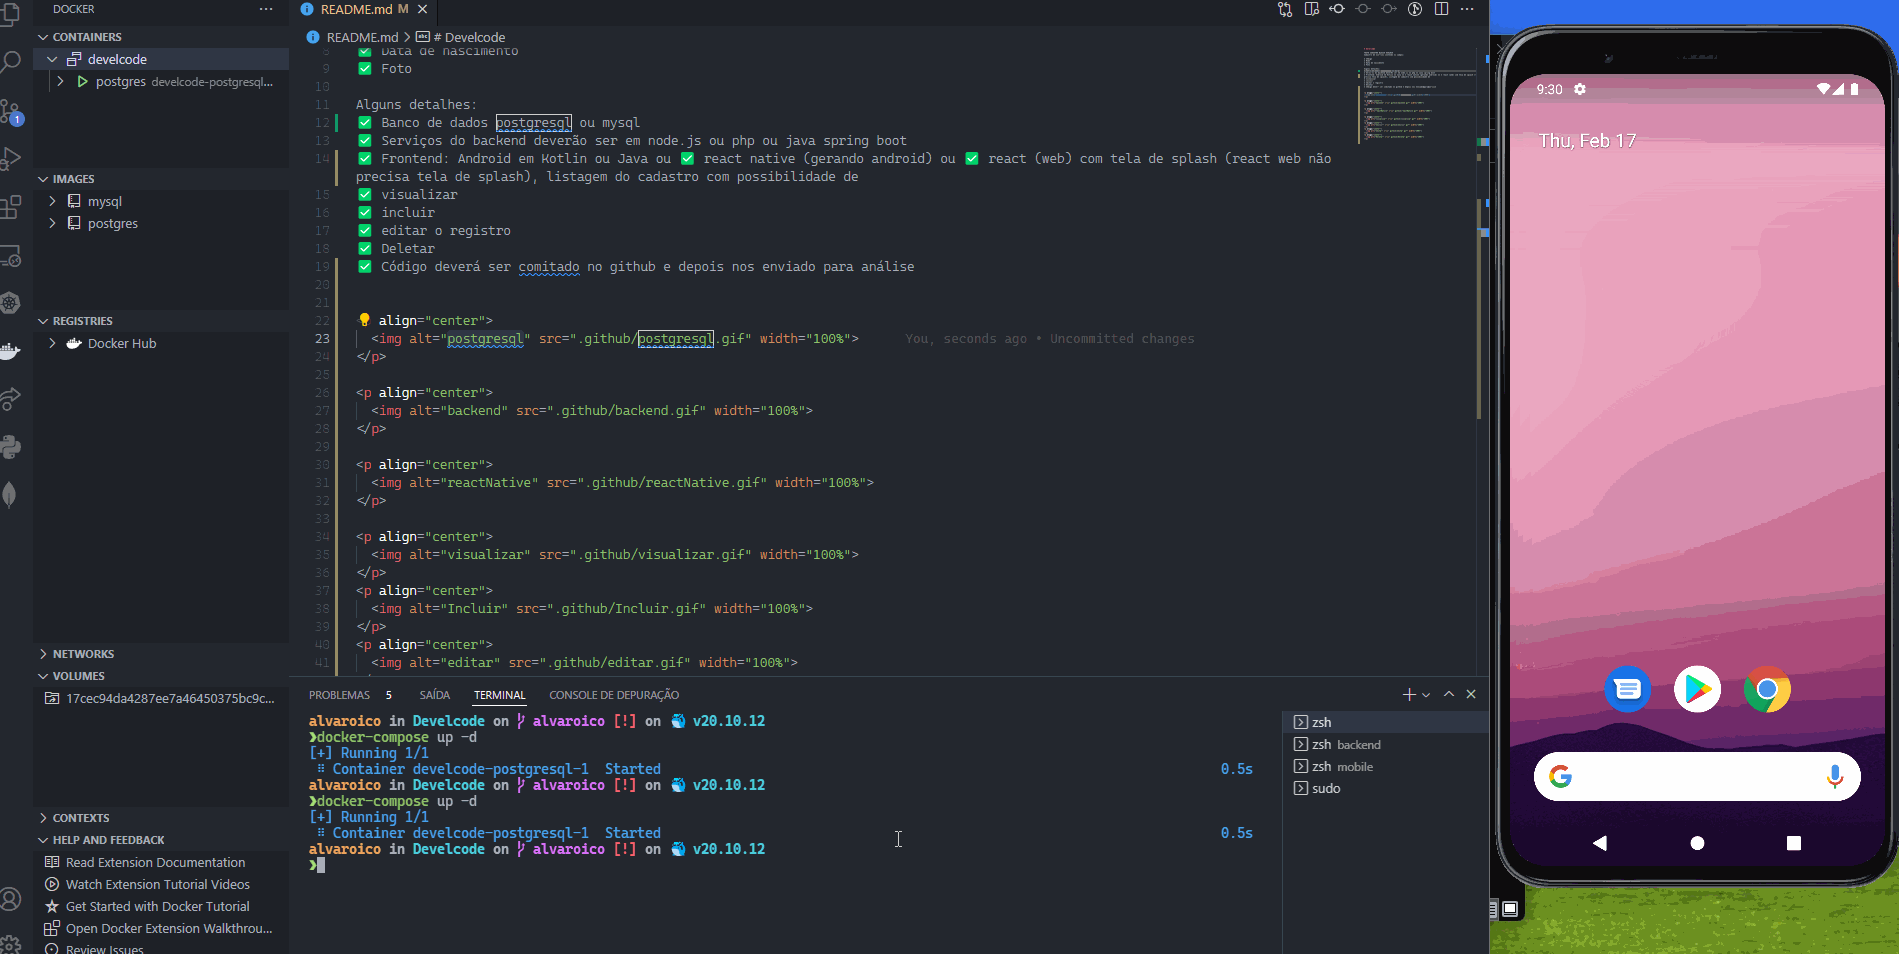 DOCKER
CONTAINERS
develcode
postgres develcode-postgresql...
IMAGES
mysql
postgres
REGISTRIES
Docker Hub
NETWORKS
VOLUMES
17cec94da4287ee7a46450375bc9c...
CONTEXTS
HELP AND FEEDBACK
Read Extension Documentation
Watch Extension Tutorial Videos
Get Started with Docker Tutorial
Open Docker Extension Walkthrou...
Review Issues
1
README.md M
README.md > # Develcode
8 ✅ Data de nascimento
9 ✅ Foto
10
11 Alguns detalhes:
12 ✅ Banco de dados postgresql ou mysql
13 ✅ Serviços do backend deverão ser em node.js ou php ou java spring boot
14 ✅ Frontend: Android em Kotlin ou Java ou ✅ react native (gerando android) ou ✅ react (web) com tela de splash (react web não
precisa tela de splash), listagem do cadastro com possibilidade de
15 ✅ visualizar
16 ✅ incluir
17 ✅ editar o registro
18 ✅ Deletar
19 ✅ Código deverá ser comitado no github e depois nos enviado para análise
20
21
22 align="center">
23 <img alt="postgresql" src=".github/postgresql.gif" width="100%"> You, seconds ago • Uncommitted changes
24 </p>
25
26 <p align="center">
27 <img alt="backend" src=".github/backend.gif" width="100%">
28 </p>
29
30 <p align="center">
31 <img alt="reactNative" src=".github/reactNative.gif" width="100%">
32 </p>
33
34 <p align="center">
35 <img alt="visualizar" src=".github/visualizar.gif" width="100%">
36 </p>
37 <p align="center">
38 <img alt="Incluir" src=".github/Incluir.gif" width="100%">
39 </p>
40 <p align="center">
41 <img alt="editar" src=".github/editar.gif" width="100%">
PROBLEMAS 5 SAÍDA TERMINAL CONSOLE DE DEPURAÇÃO
alvaroico in Develcode on alvaroico [!] on 🐳 v20.10.12
❯docker-compose up -d
[+] Running 1/1
⠿ Container develcode-postgresql-1 Started 0.5s
alvaroico in Develcode on alvaroico [!] on 🐳 v20.10.12
❯docker-compose up -d
[+] Running 1/1
⠿ Container develcode-postgresql-1 Started 0.5s
alvaroico in Develcode on alvaroico [!] on 🐳 v20.10.12
❯
zsh
zsh backend
zsh mobile
sudo
9:30
Thu, Feb 17